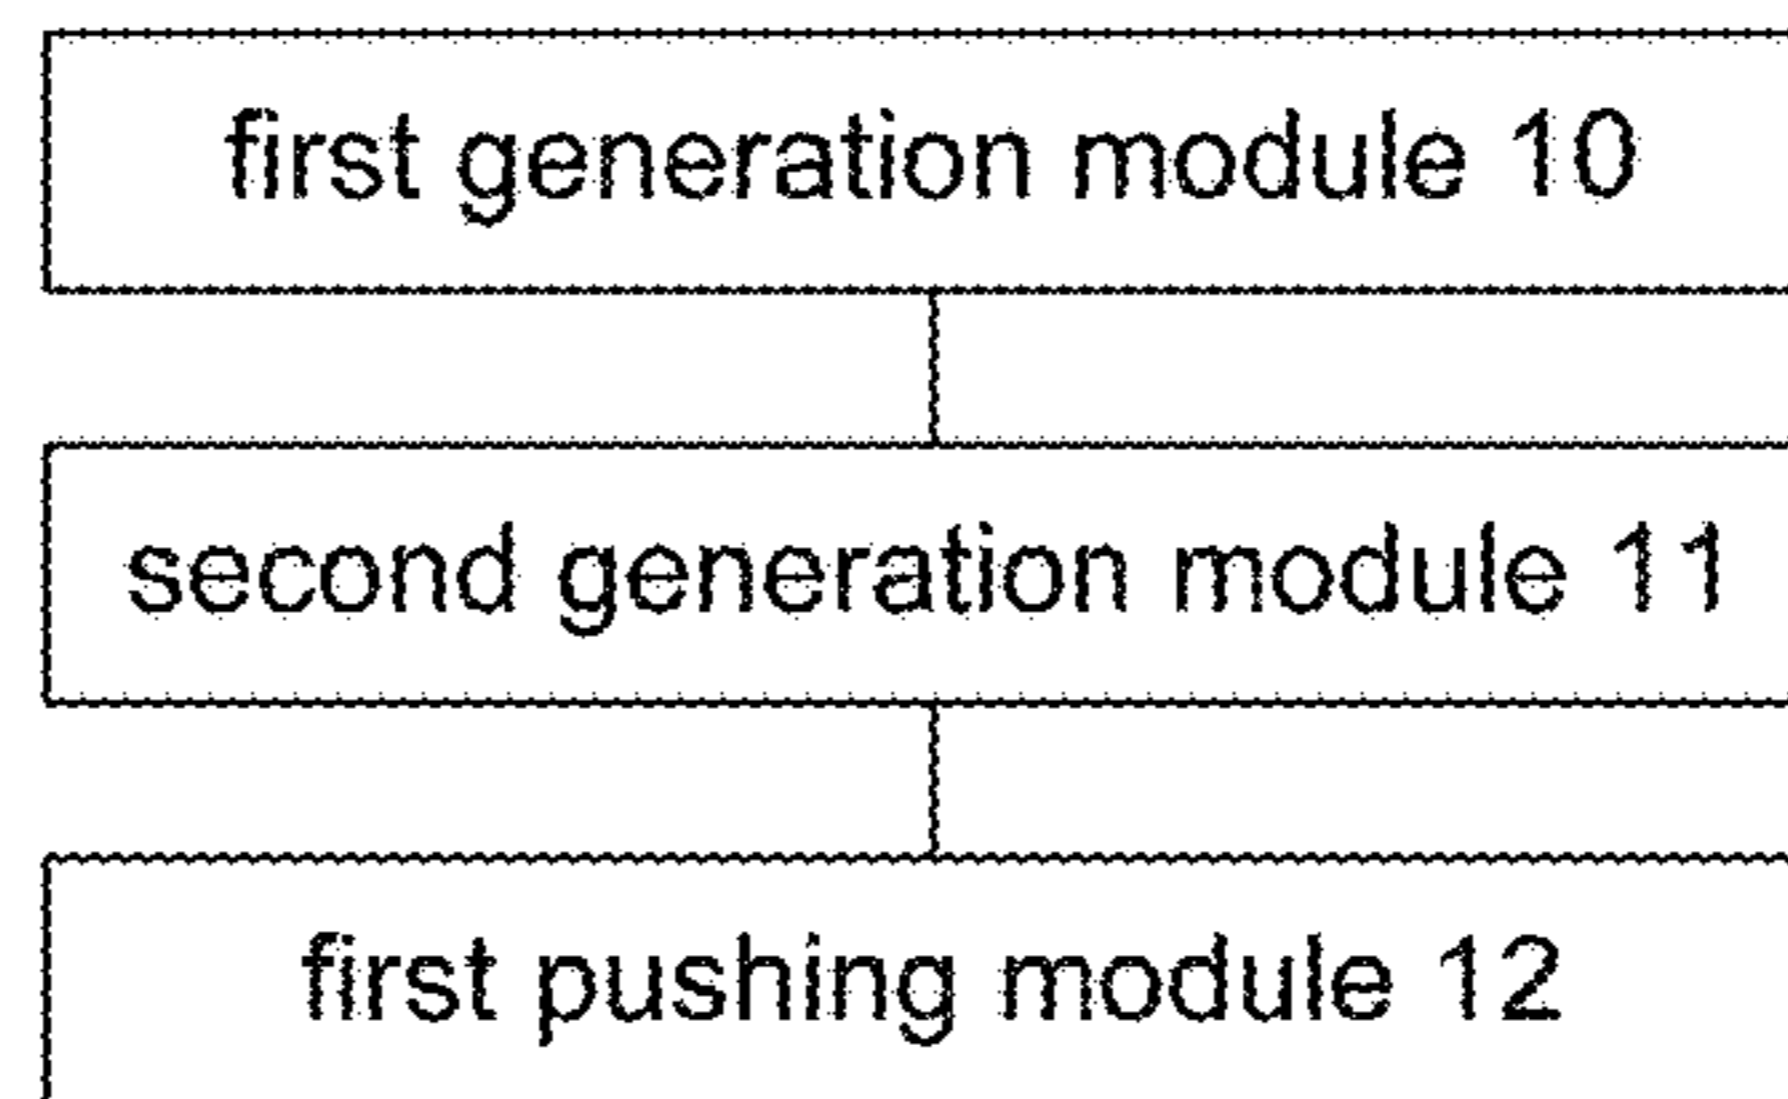 first generation module 10
second generation module 11
first pushing module 12